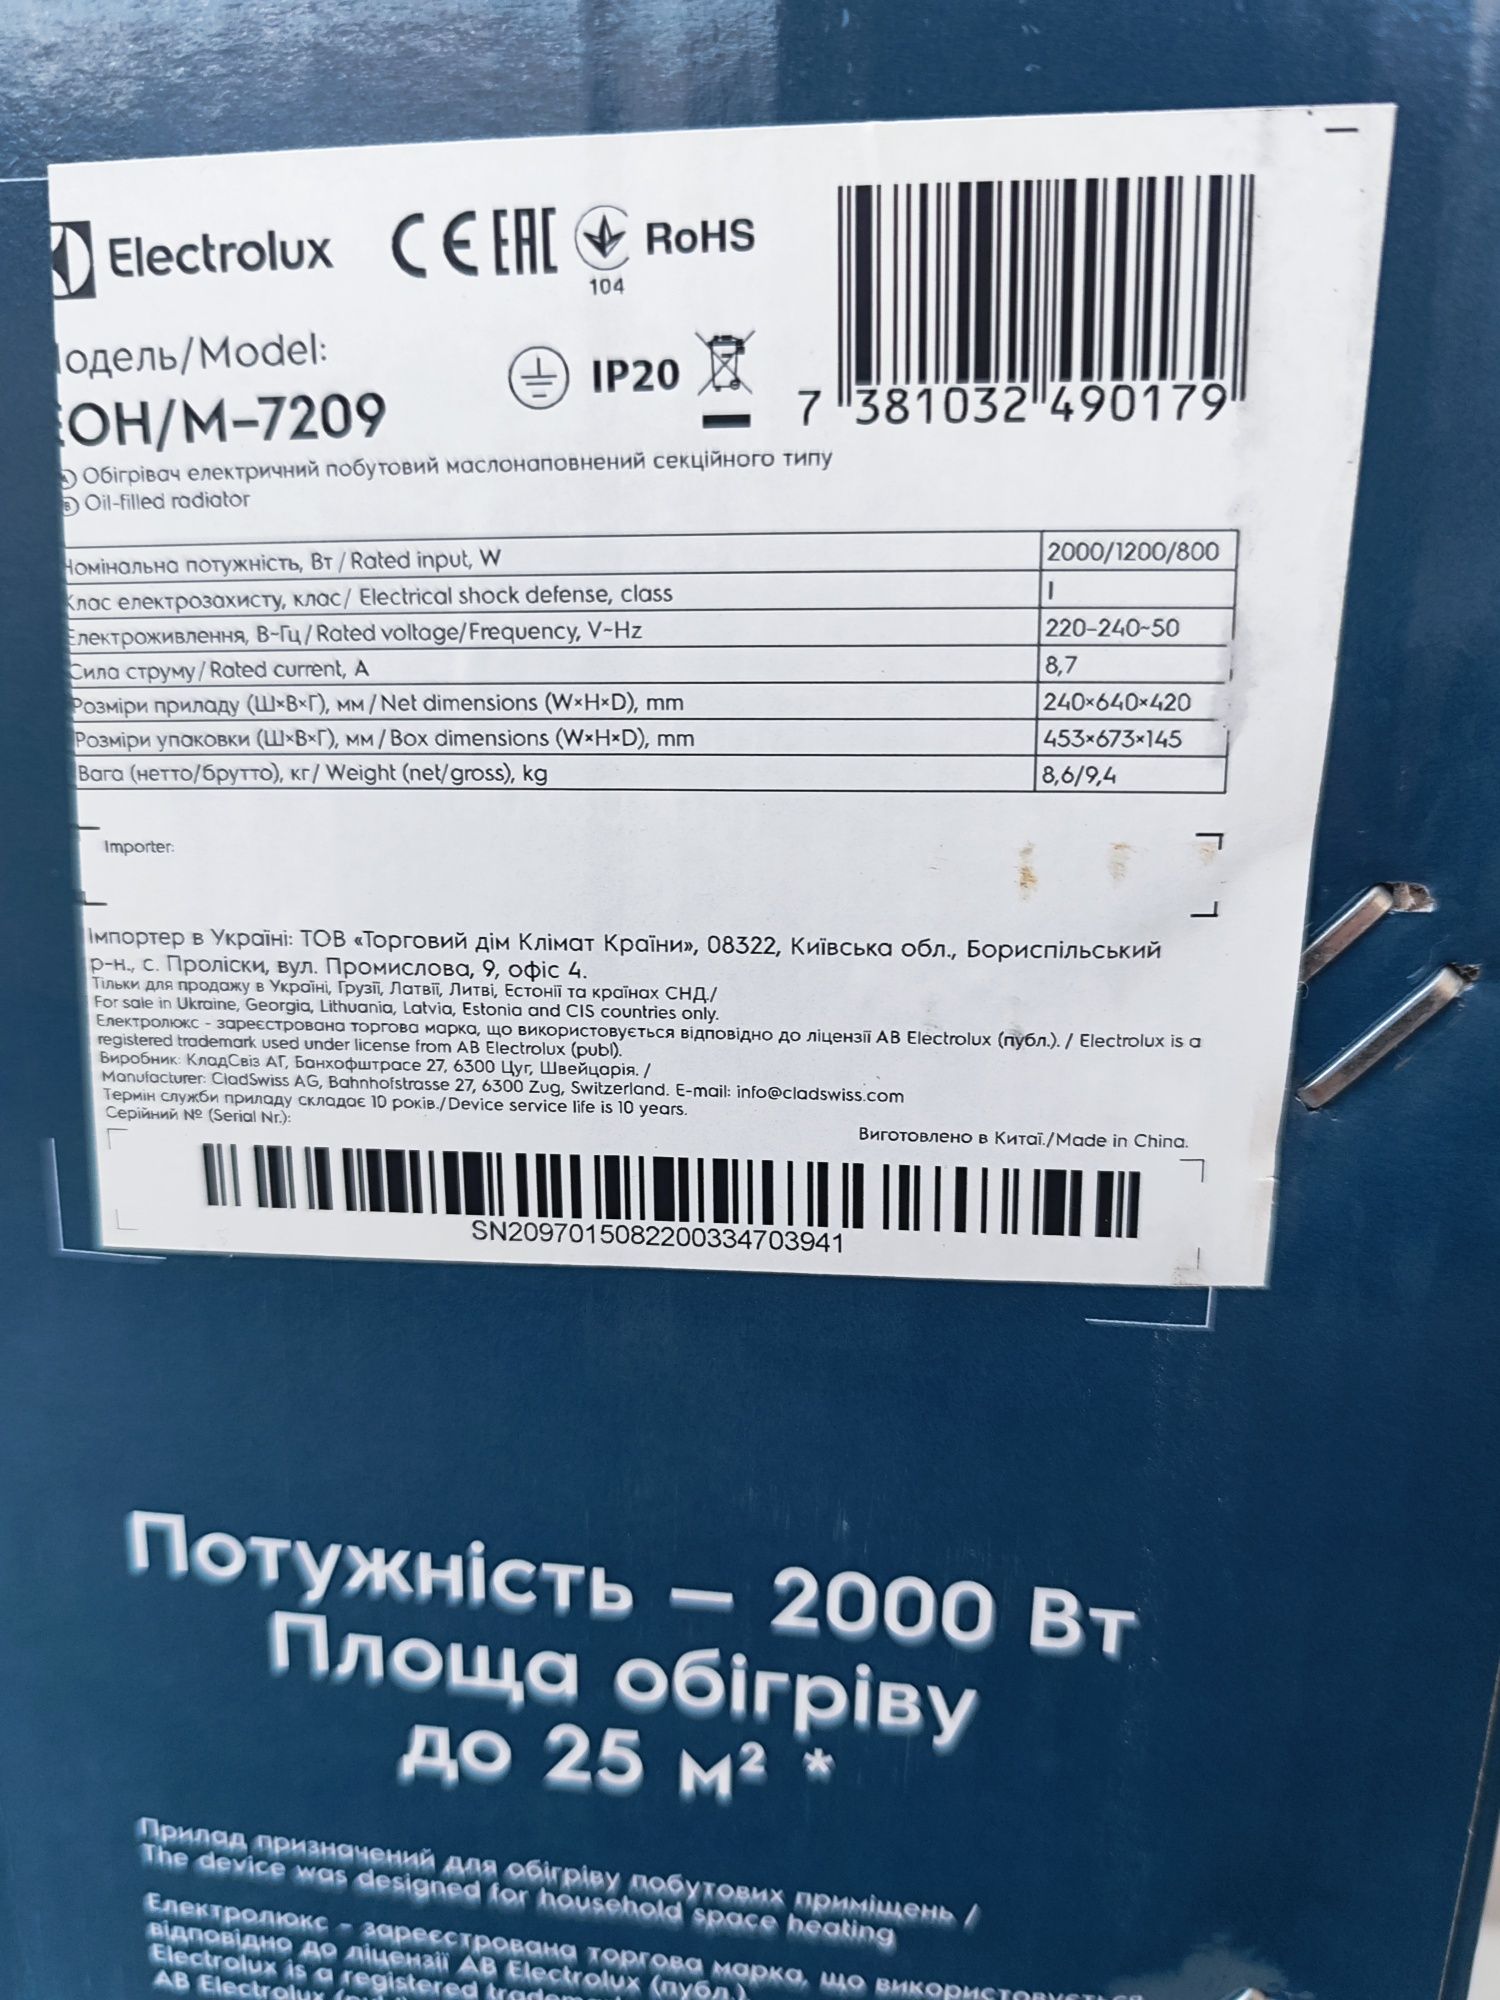 Electrolux CE EAC RoHS
104
одель/Model:
IP20
EOH/M-7209
7 381032 490179
Обігрівач електричний побутовий маслонаповнений секційного типу
Oil-filled radiator
Номінальна потужність, Вт / Rated input, W 2000/1200/800
Клас електрозахисту, клас/ Electrical shock defense, class I
Електроживлення, В~Гц/Rated voltage/Frequency, V~Hz 220-240~50
Сила струму/Rated current, A 8,7
Розміри приладу (Ш×В×Г), мм/Net dimensions (W×H×D), mm 240×640×420
Розміри упаковки (Ш×В×Г), мм/Box dimensions (W×H×D), mm 453×673×145
Вага (нетто/брутто), кг/ Weight (net/gross), kg 8,6/9,4
Importer:
Імпортер в Україні: ТОВ «Торговий дім Клімат Країни», 08322, Київська обл., Бориспільський
р-н., с. Проліски, вул. Промислова, 9, офіс 4.
Тільки для продажу в Україні, Грузії, Латвії, Литві, Естонії та країнах СНД./
For sale in Ukraine, Georgia, Lithuania, Latvia, Estonia and CIS countries only.
Електролюкс - зареєстрована торгова марка, що використовується відповідно до ліцензії AB Electrolux (публ.). / Electrolux is a
registered trademark used under license from AB Electrolux (publ).
Виробник: КладСвіз АГ, Банхофштрасе 27, 6300 Цуг, Швейцарія. /
Manufacturer: CladSwiss AG, Bahnhofstrasse 27, 6300 Zug, Switzerland. E-mail: info@cladswiss.com
Термін служби приладу складає 10 років./Device service life is 10 years.
Серійний № (Serial Nr.):
Виготовлено в Китаї./Made in China.
SN20970150822003347 03941
Потужність – 2000 Вт
Площа обігріву
до 25 м² *
Прилад призначений для обігріву побутових приміщень /
The device was designed for household space heating
Електролюкс - зареєстрована торгова марка, що використовується
відповідно до ліцензії AB Electrolux (публ.)
Electrolux is a registered
AB Electrolux